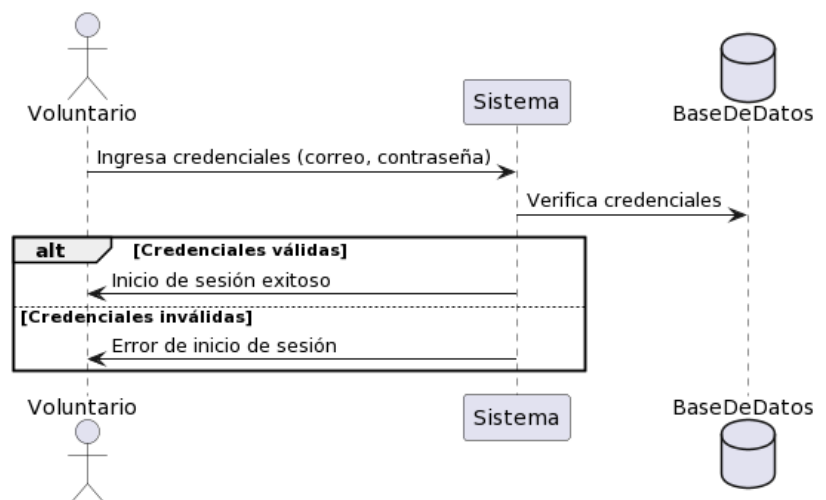 Voluntario
Sistema
BaseDeDatos
Ingresa credenciales (correo, contraseña)
Verifica credenciales
alt [Credenciales válidas]
Inicio de sesión exitoso
[Credenciales inválidas]
Error de inicio de sesión
Voluntario
Sistema
BaseDeDatos